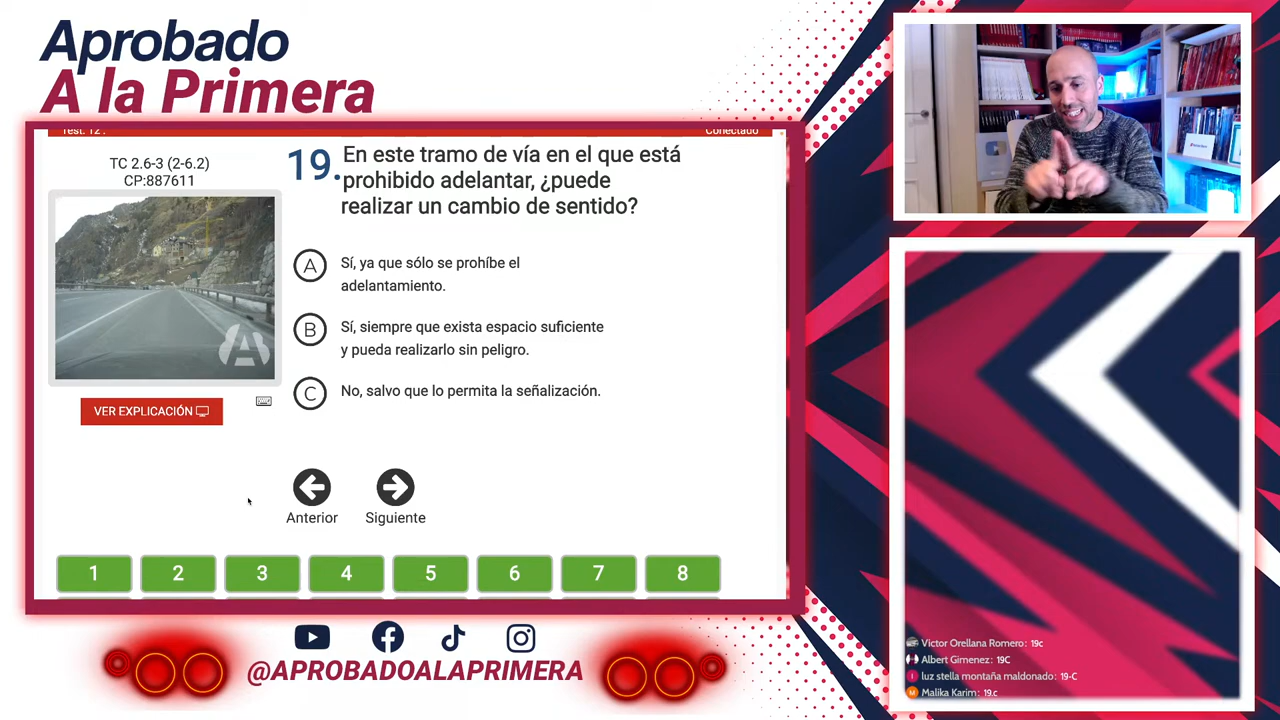 Aprobado
A la Primera
Test: 12 .
Conectado
TC 2.6-3 (2-6.2)
CP:887611
19. En este tramo de vía en el que está
prohibido adelantar, ¿puede
realizar un cambio de sentido?
A
Sí, ya que sólo se prohíbe el
adelantamiento.
B
Sí, siempre que exista espacio suficiente
y pueda realizarlo sin peligro.
C
No, salvo que lo permita la señalización.
VER EXPLICACIÓN
Anterior
Siguiente
1 2 3 4 5 6 7 8
@APROBADOALAPRIMERA
Victor Orellana Romero: 19c
Albert Gimenez: 19C
luz stella montaña maldonado: 19-C
Malika Karim: 19.c